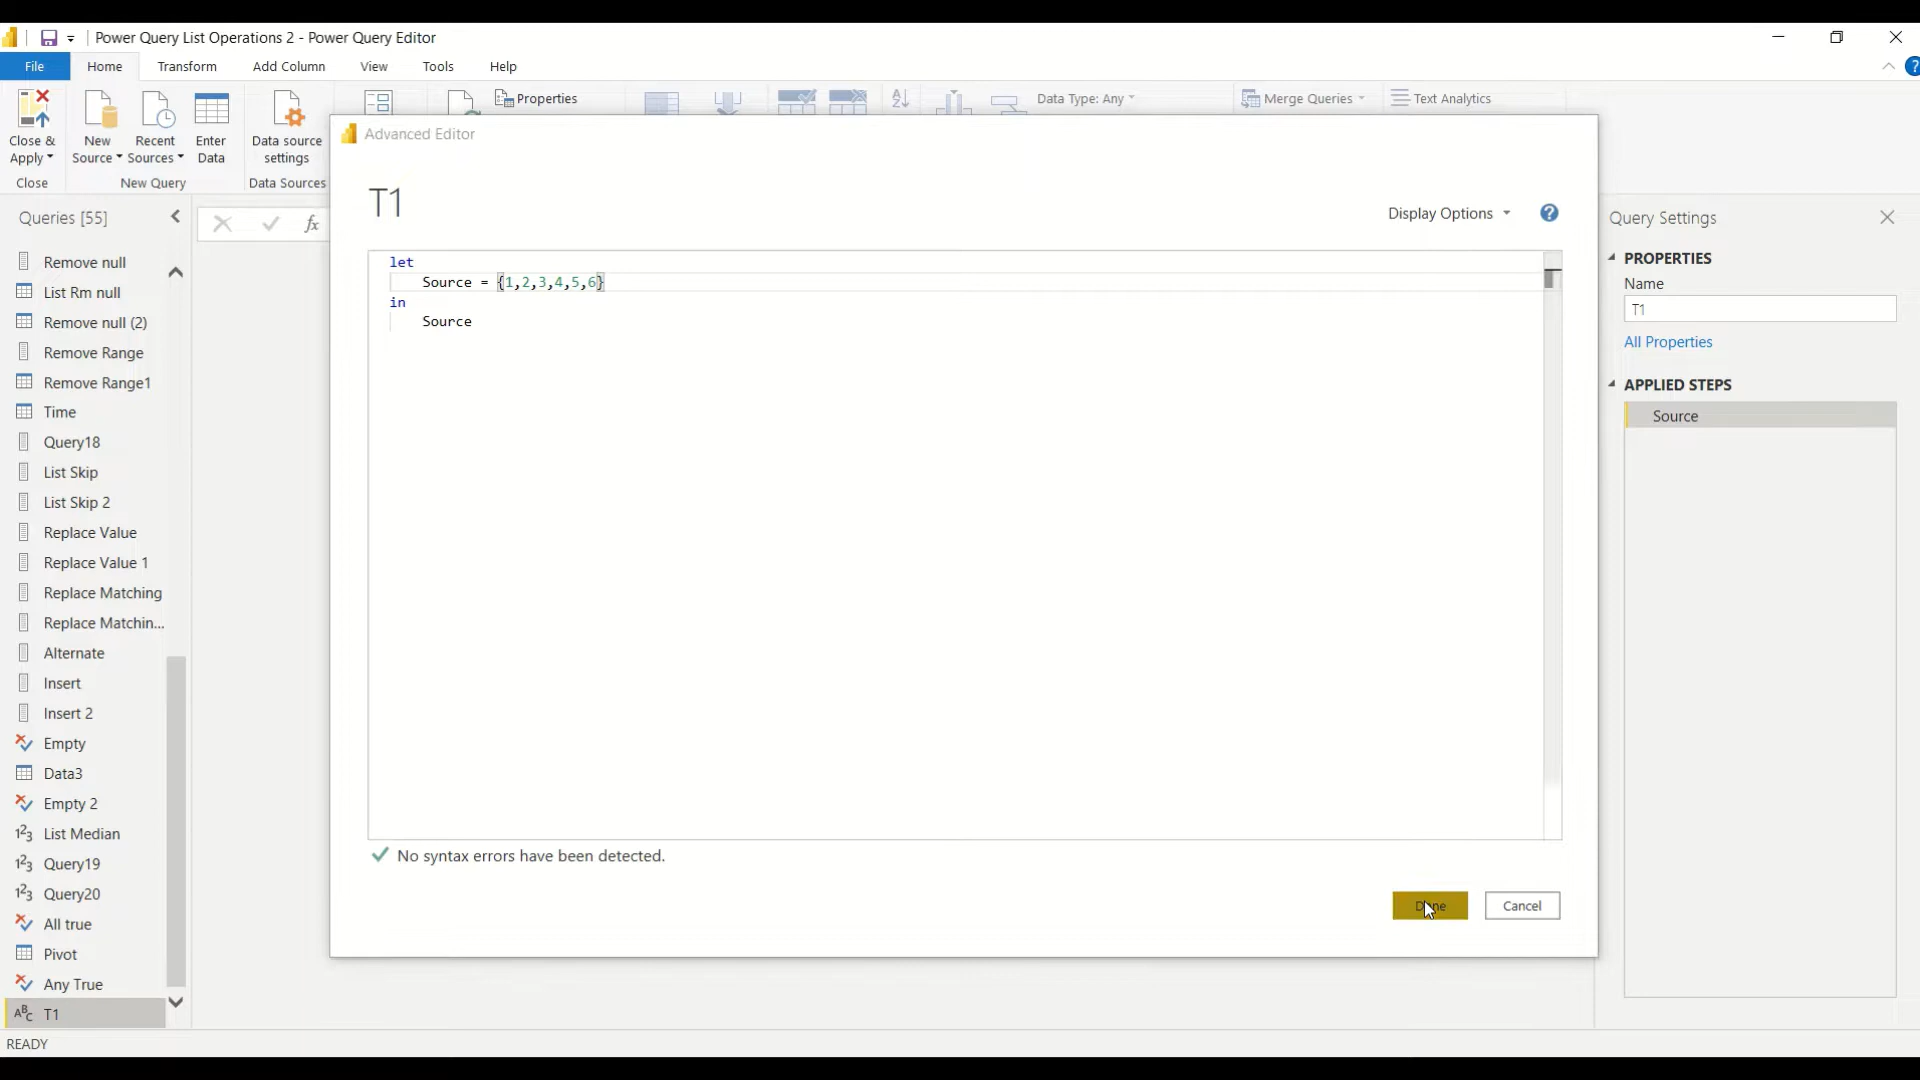 Power Query List Operations 2 - Power Query Editor
File
Home
Transform
Add Column
View
Tools
Help
Close &
Apply
Close
New
Source
Recent
Sources
Enter
Data
New Query
Data source
settings
Data Sources
Properties
Data Type: Any
Merge Queries
Text Analytics
?
Queries [55]
fx
Remove null
List Rm null
Remove null (2)
Remove Range
Remove Range1
Time
Query18
List Skip
List Skip 2
Replace Value
Replace Value 1
Replace Matching
Replace Matchin...
Alternate
Insert
Insert 2
Empty
Data3
Empty 2
123 List Median
123 Query19
123 Query20
All true
Pivot
Any True
ABC T1
READY
Advanced Editor
T1
Display Options
?
let
Source = {1,2,3,4,5,6}
in
Source
No syntax errors have been detected.
Done
Cancel
Query Settings
PROPERTIES
Name
T1
All Properties
APPLIED STEPS
Source